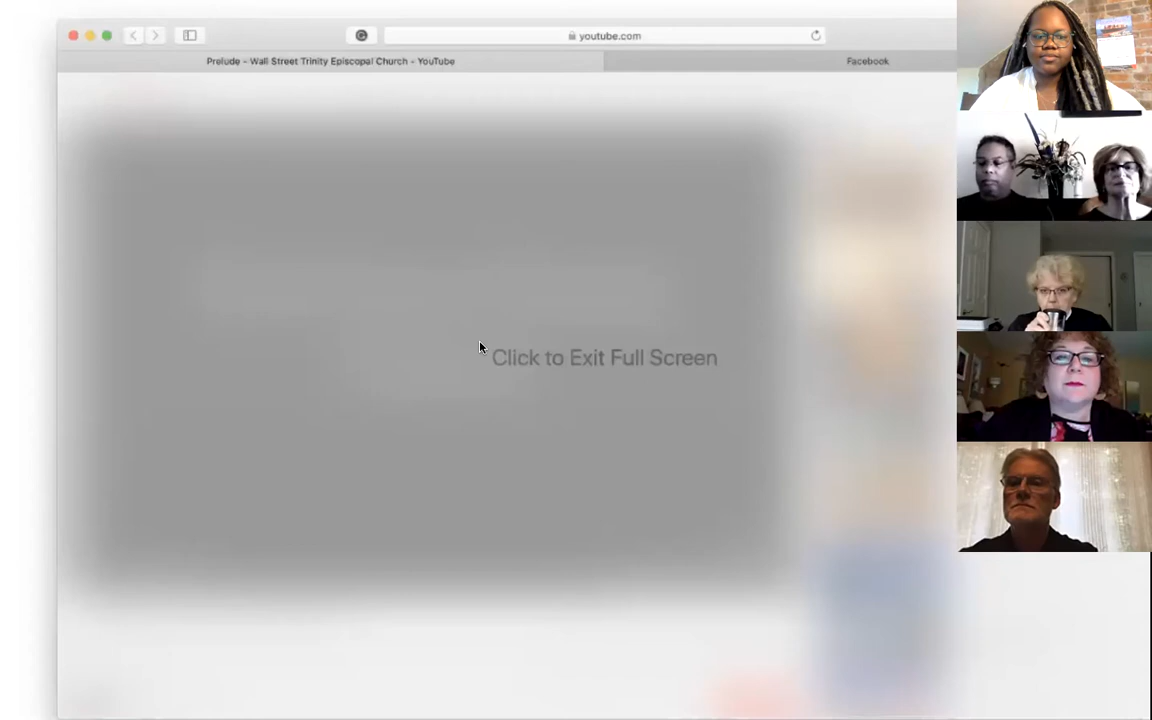 youtube.com
Prelude - Wall Street Trinity Episcopal Church - YouTube
Facebook
Click to Exit Full Screen